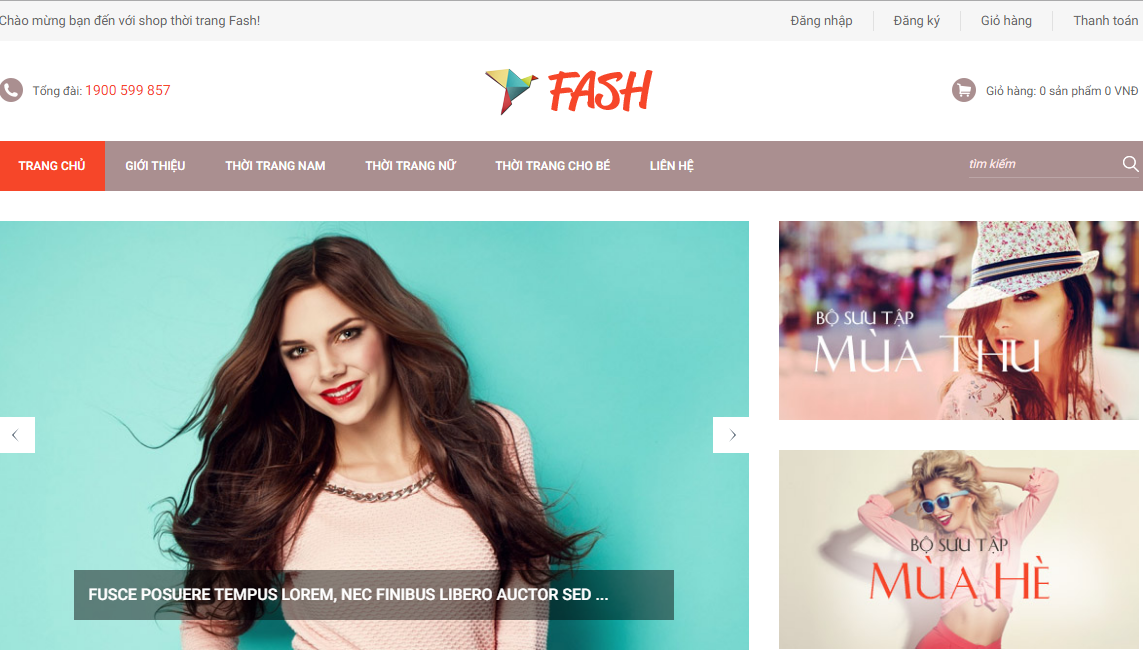 Chào mừng bạn đến với shop thời trang Fash!
Đăng nhập
Đăng ký
Giỏ hàng
Thanh toán
Tổng đài: 1900 599 857
FASH
Giỏ hàng: 0 sản phẩm 0 VNĐ
TRANG CHỦ
GIỚI THIỆU
THỜI TRANG NAM
THỜI TRANG NỮ
THỜI TRANG CHO BÉ
LIÊN HỆ
tìm kiếm
BỘ SƯU TẬP
MÙA THU
BỘ SƯU TẬP
MÙA HÈ
FUSCE POSUERE TEMPUS LOREM, NEC FINIBUS LIBERO AUCTOR SED ...